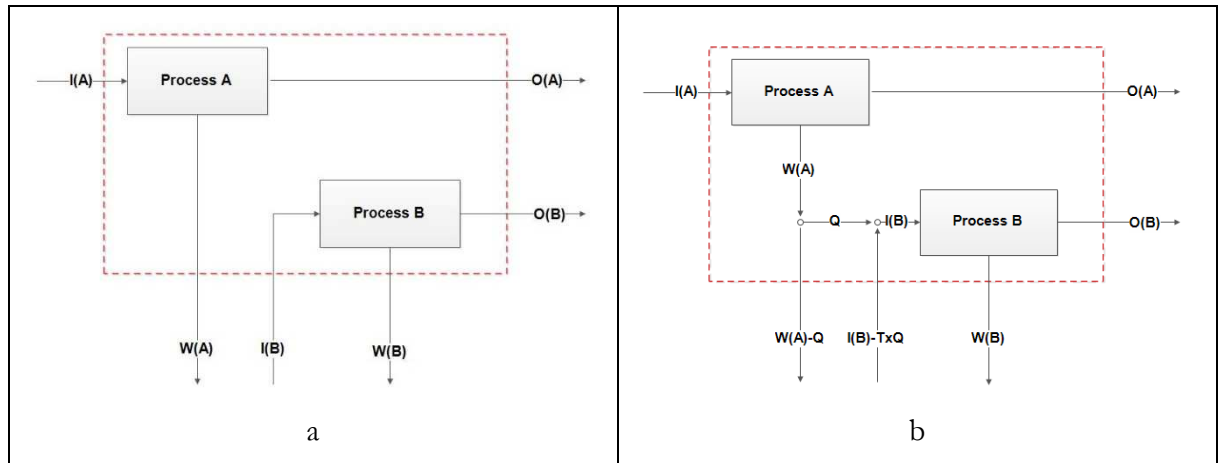 Process A
I(A)
O(A)
Process B
O(B)
W(A)
I(B)
W(B)
a
Process A
I(A)
O(A)
W(A)
Q
I(B)
Process B
O(B)
W(A)-Q
I(B)-TxQ
W(B)
b